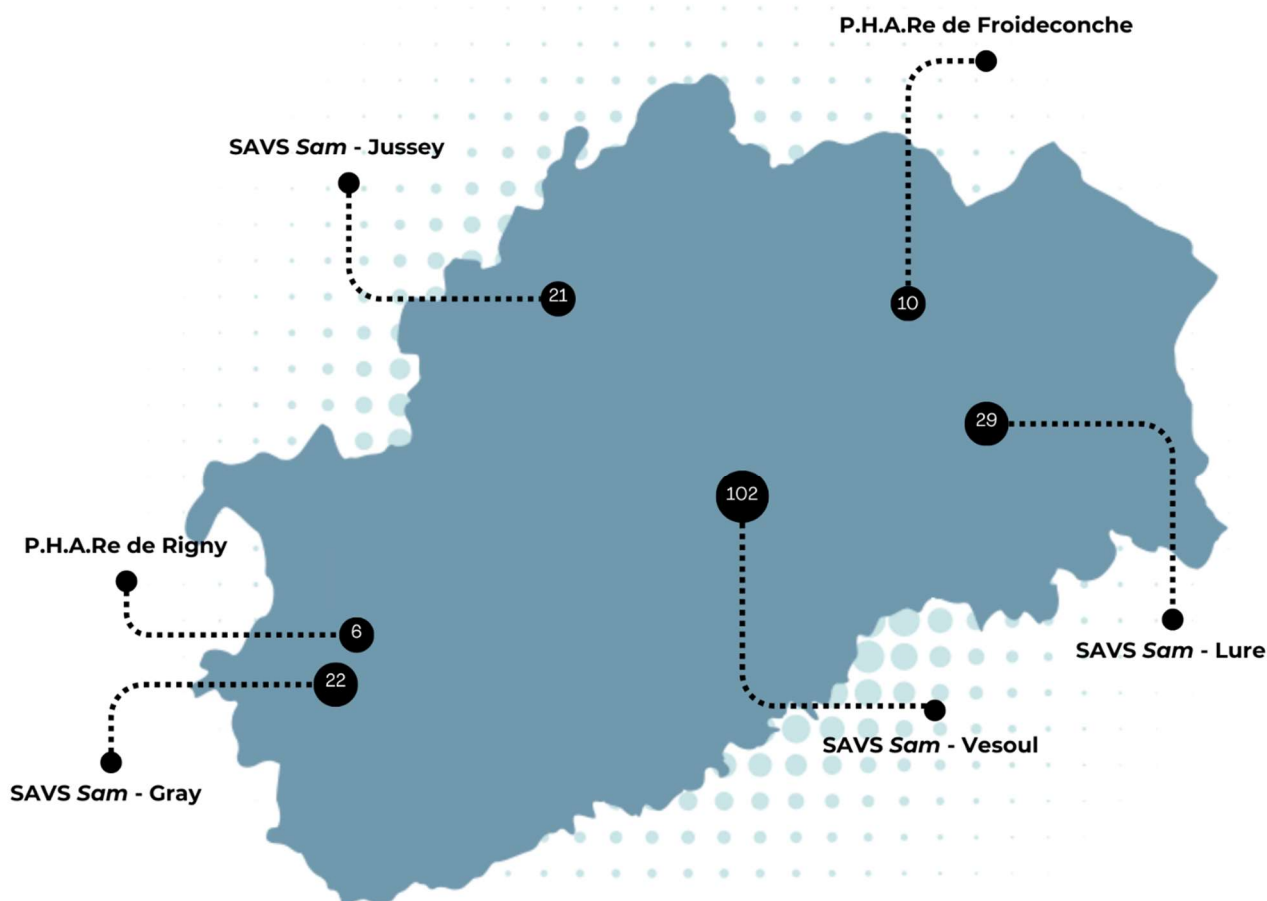 P.H.A.Re de Froideconche
SAVS Sam - Jussey
21
10
29
102
P.H.A.Re de Rigny
6
SAVS Sam - Lure
22
SAVS Sam - Vesoul
SAVS Sam - Gray